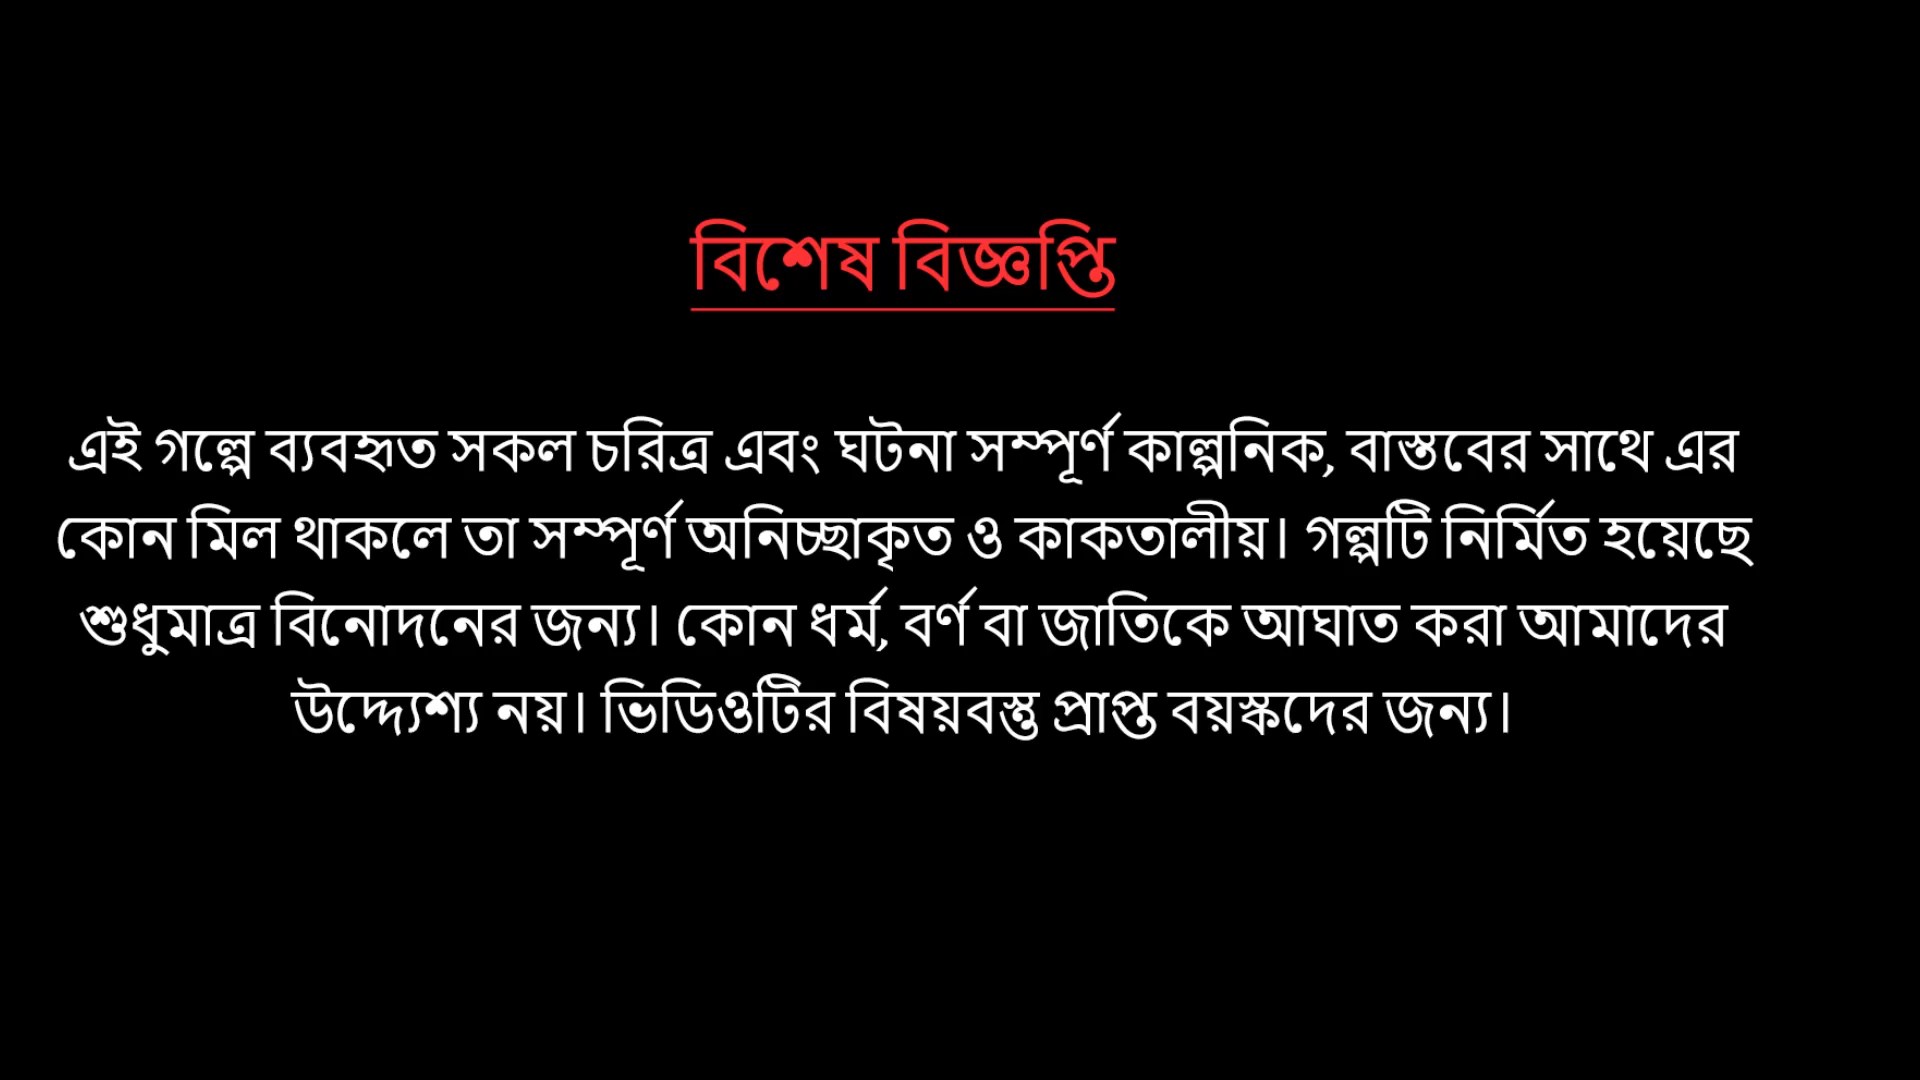 বিশেষ বিজ্ঞপ্তি
এই গল্পে ব্যবহৃত সকল চরিত্র এবং ঘটনা সম্পূর্ণ কাল্পনিক, বাস্তবের সাথে এর
কোন মিল থাকলে তা সম্পূর্ণ অনিচ্ছাকৃত ও কাকতালীয়। গল্পটি নির্মিত হয়েছে
শুধুমাত্র বিনোদনের জন্য। কোন ধর্ম, বর্ণ বা জাতিকে আঘাত করা আমাদের
উদ্দ্যেশ্য নয়। ভিডিওটির বিষয়বস্তু প্রাপ্ত বয়স্কদের জন্য।